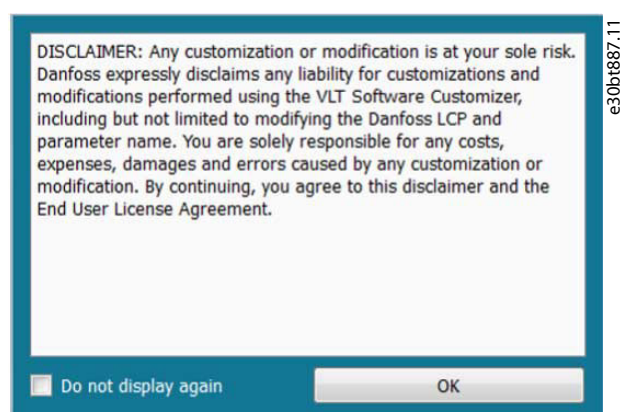 DISCLAIMER: Any customization or modification is at your sole risk.
Danfoss expressly disclaims any liability for customizations and
modifications performed using the VLT Software Customizer,
including but not limited to modifying the Danfoss LCP and
parameter name. You are solely responsible for any costs,
expenses, damages and errors caused by any customization or
modification. By continuing, you agree to this disclaimer and the
End User License Agreement.
Do not display again
OK
e30bt887.11